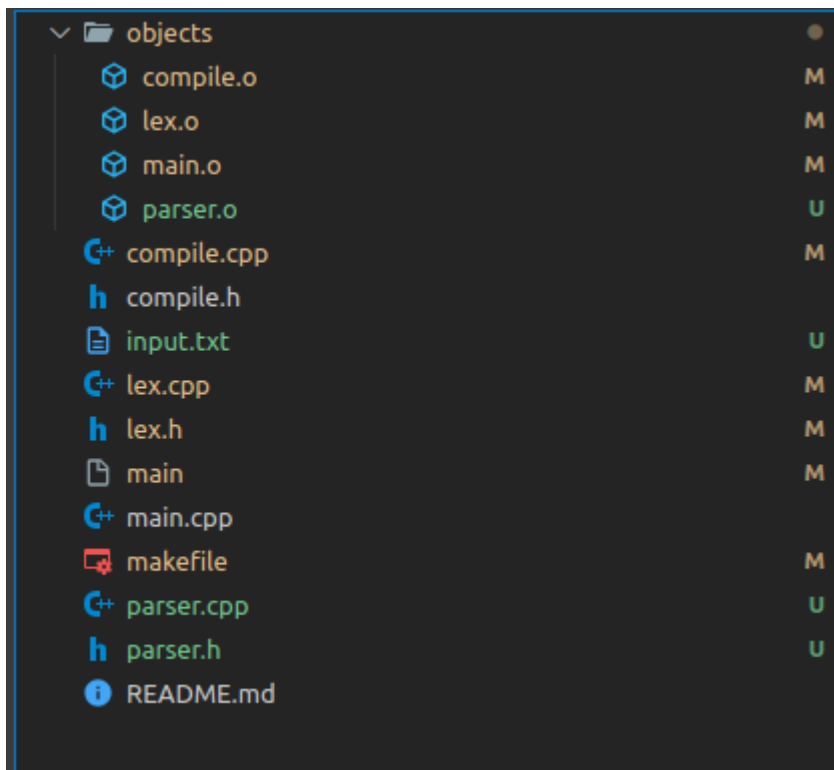 objects
compile.o M
lex.o M
main.o M
parser.o U
C++ compile.cpp M
h compile.h
input.txt U
C++ lex.cpp M
h lex.h M
main M
C++ main.cpp
makefile M
C++ parser.cpp U
h parser.h U
i README.md